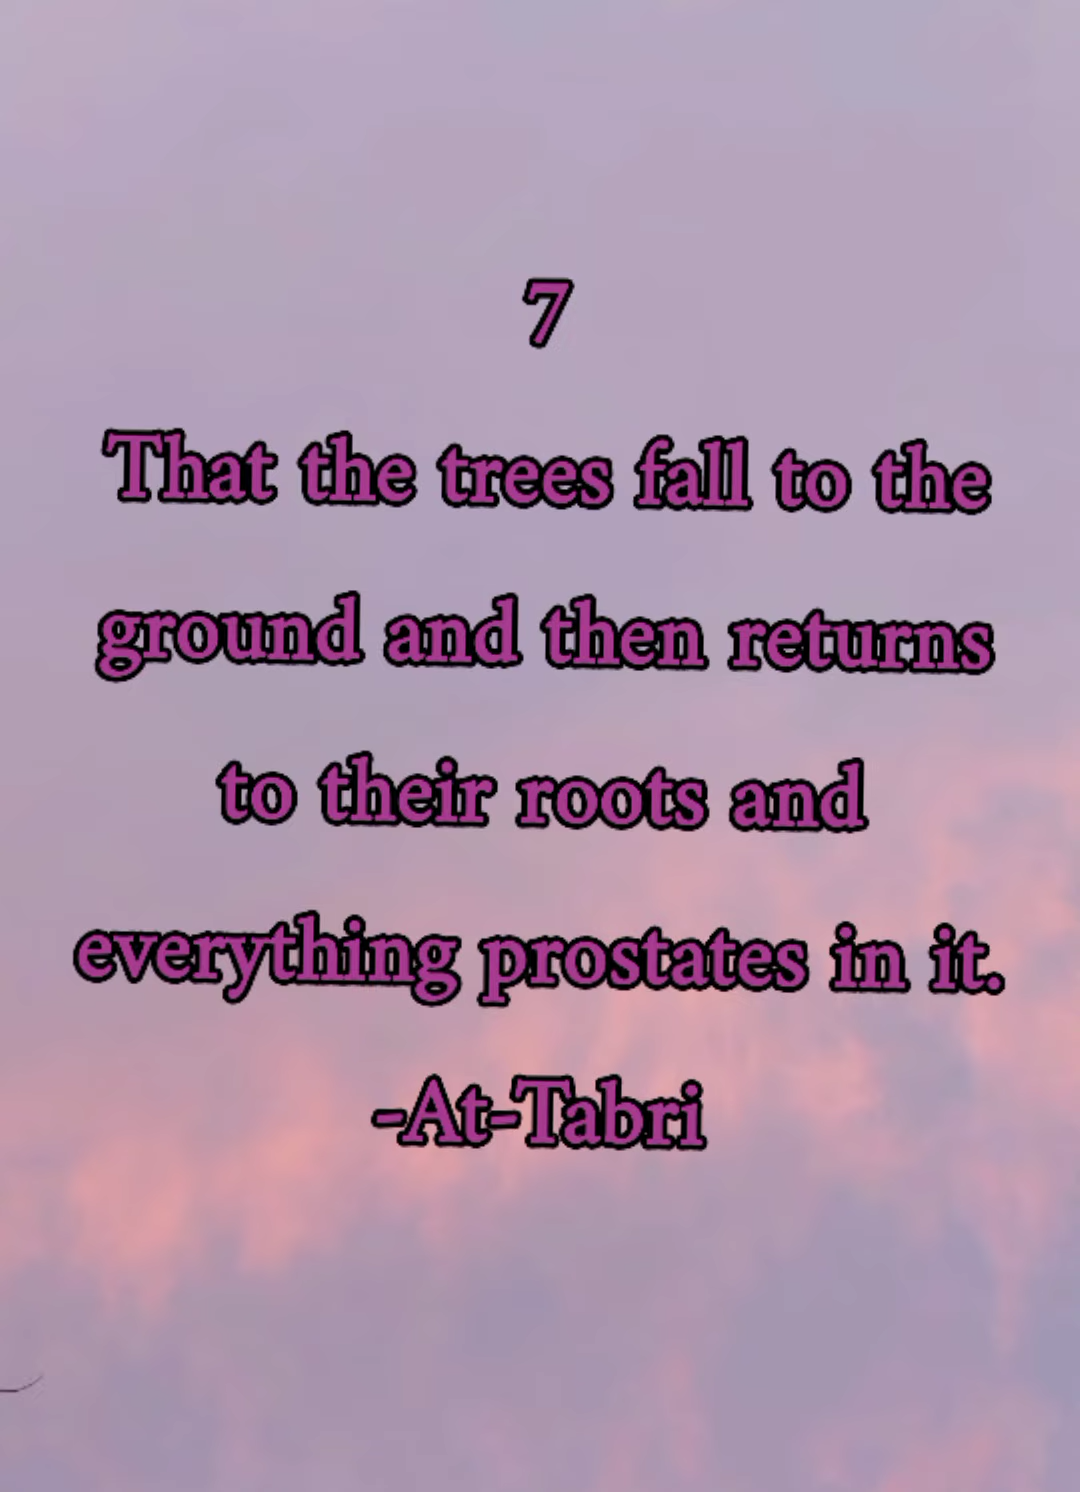 7
That the trees fall to the
ground and then returns
to their roots and
everything prostates in it.
-At-Tabri